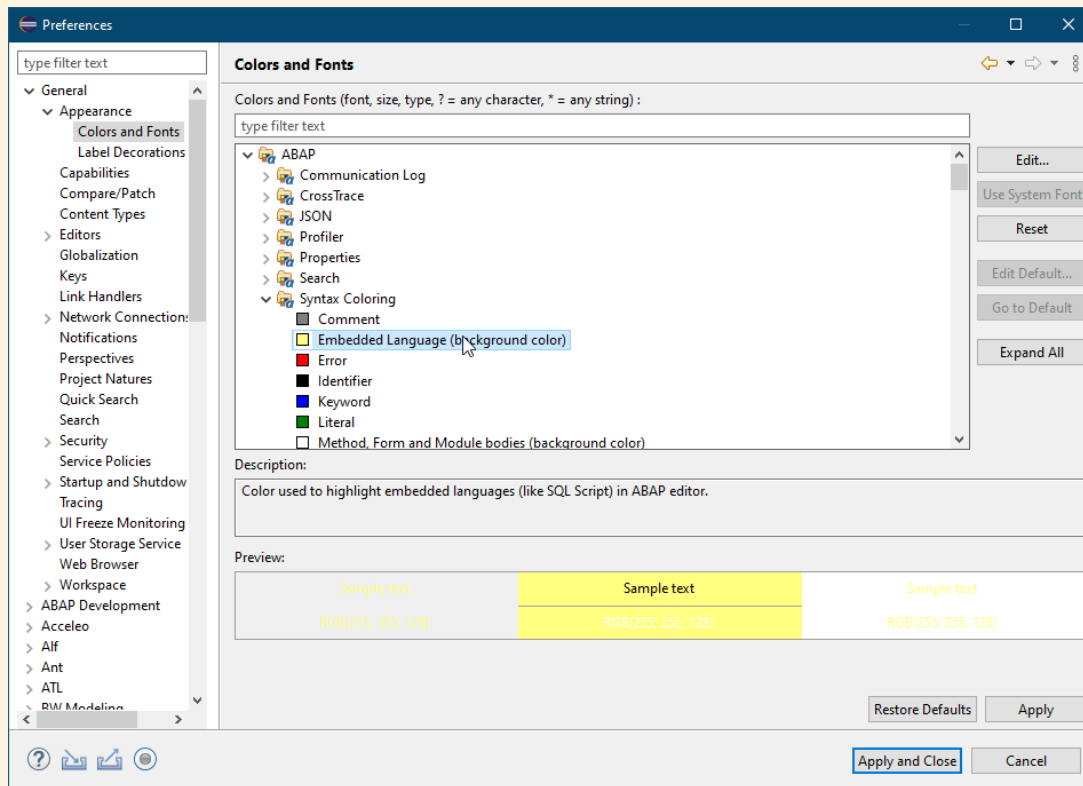 Preferences
type filter text
General
Appearance
Colors and Fonts
Label Decorations
Capabilities
Compare/Patch
Content Types
Editors
Globalization
Keys
Link Handlers
Network Connection:
Notifications
Perspectives
Project Natures
Quick Search
Search
Security
Service Policies
Startup and Shutdow
Tracing
UI Freeze Monitoring
User Storage Service
Web Browser
Workspace
ABAP Development
Acceleo
Alf
Ant
ATL
BW Modeling
Colors and Fonts
Colors and Fonts (font, size, type, ? = any character, * = any string) :
type filter text
ABAP
Communication Log
CrossTrace
JSON
Profiler
Properties
Search
Syntax Coloring
Comment
Embedded Language (background color)
Error
Identifier
Keyword
Literal
Method, Form and Module bodies (background color)
Edit...
Use System Font
Reset
Edit Default...
Go to Default
Expand All
Description:
Color used to highlight embedded languages (like SQL Script) in ABAP editor.
Preview:
Sample text Sample text Sample text
RGB(255, 255, 128) RGB(255, 255, 128) RGB(255, 255, 128)
Restore Defaults Apply
Apply and Close Cancel